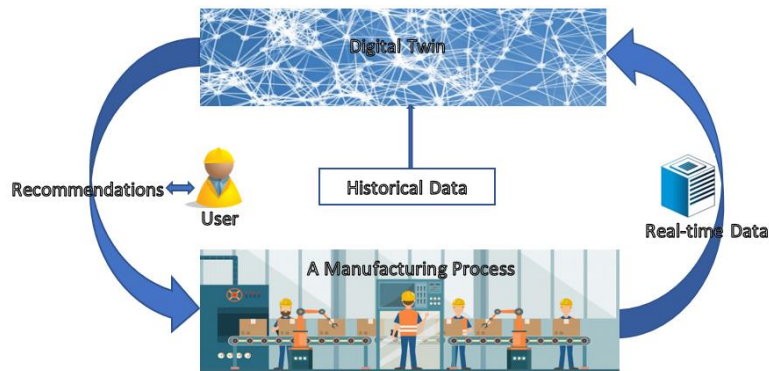 Digital Twin
Recommendations
User
Historical Data
Real-time Data
A Manufacturing Process